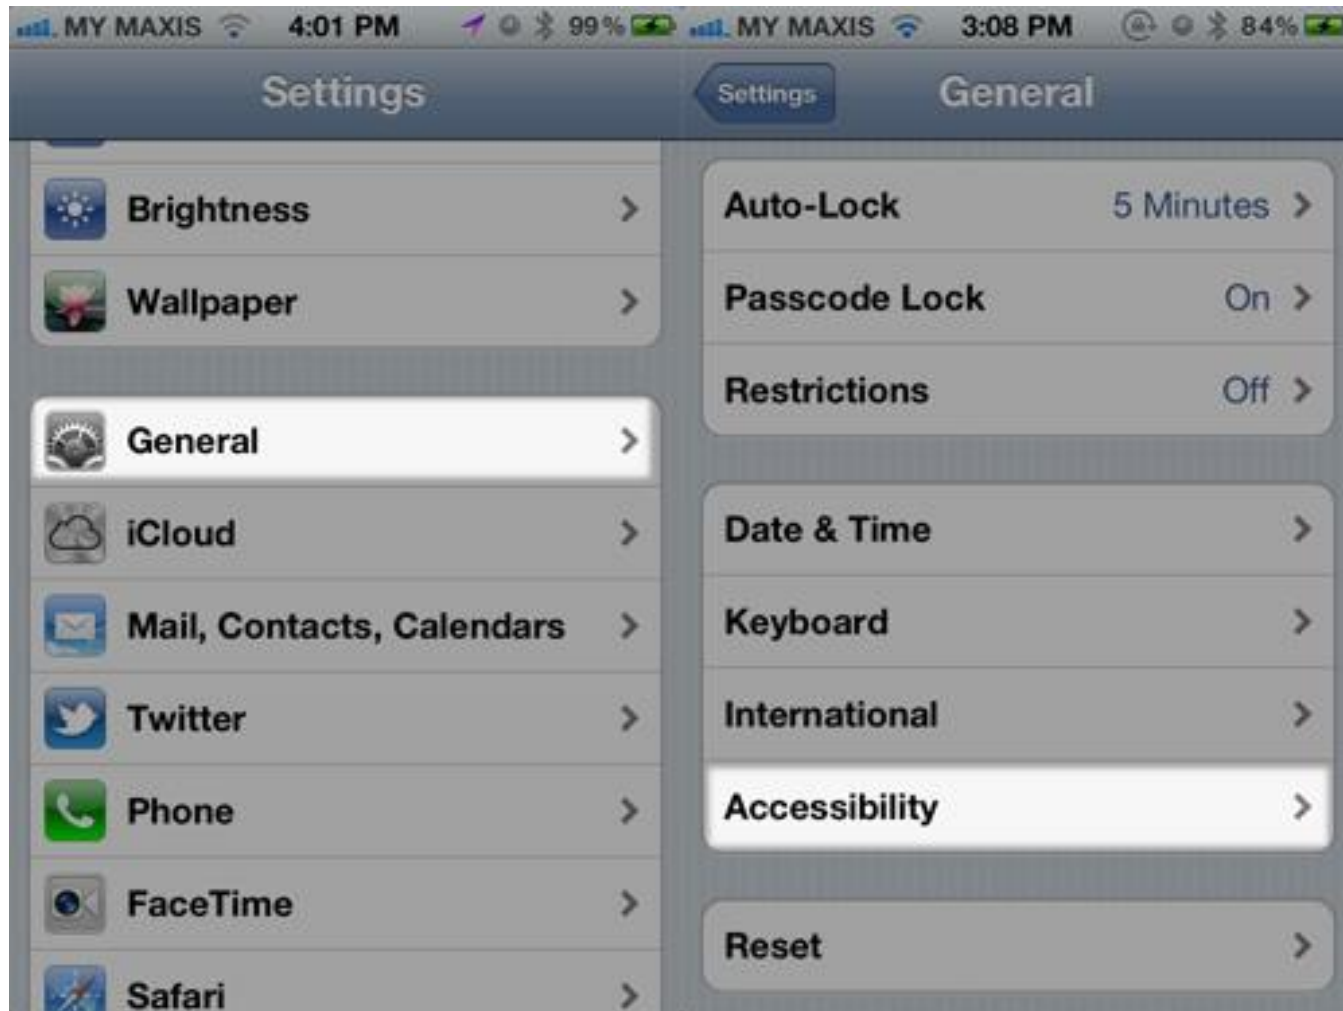 MY MAXIS 4:01 PM 99%
Settings
Brightness
Wallpaper
General
iCloud
Mail, Contacts, Calendars
Twitter
Phone
FaceTime
Safari
MY MAXIS 3:08 PM 84%
Settings General
Auto-Lock 5 Minutes
Passcode Lock On
Restrictions Off
Date & Time
Keyboard
International
Accessibility
Reset